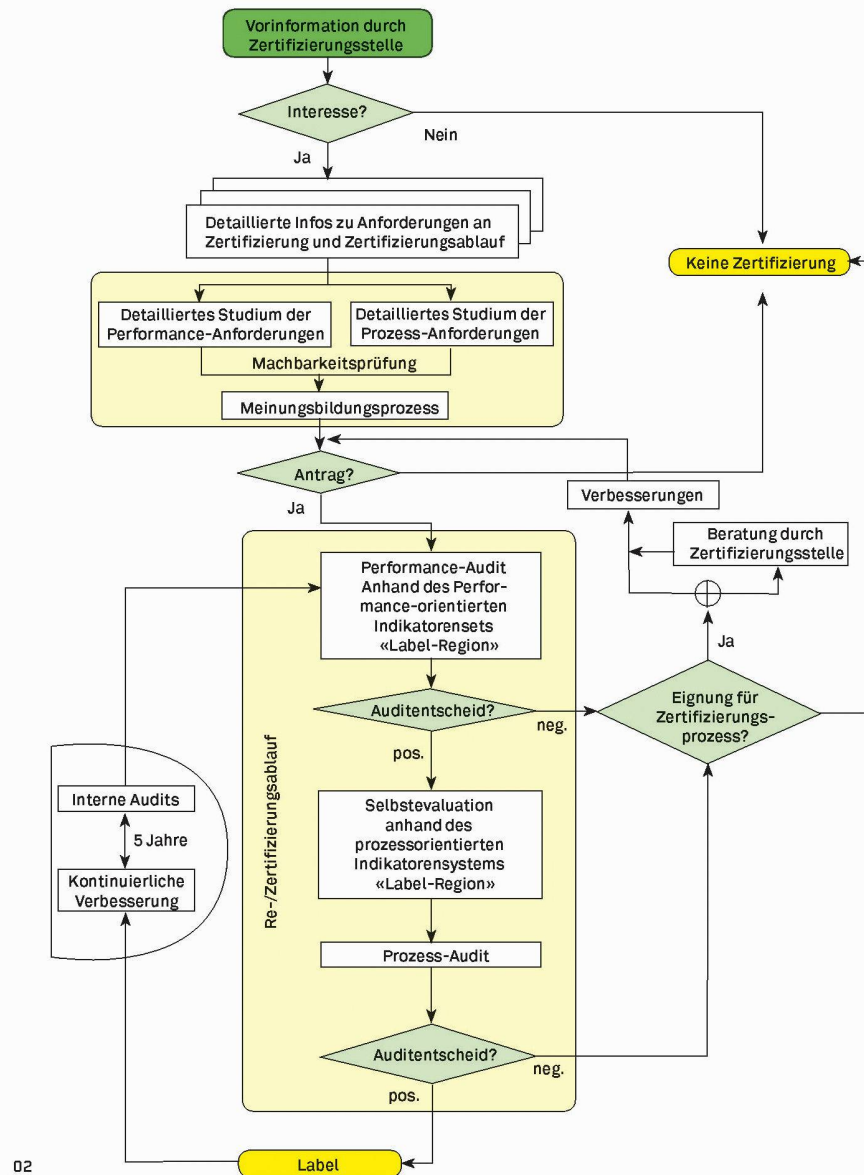 Vorinformation durch
Zertifizierungsstelle
Interesse?
Nein
Ja
Detaillierte Infos zu Anforderungen an
Zertifizierung und Zertifizierungsablauf
Keine Zertifizierung
Detailliertes Studium der
Performance-Anforderungen
Detailliertes Studium der
Prozess-Anforderungen
Machbarkeitsprüfung
Meinungsbildungsprozess
Antrag?
Ja
Verbesserungen
Beratung durch
Zertifizierungsstelle
Ja
Performance-Audit
Anhand des Perfor-
mance-orientierten
Indikatorensets
«Label-Region»
Auditentscheid?
neg.
pos.
Eignung für
Zertifizierungs-
prozess?
Re-/Zertifizierungsablauf
Selbstevaluation
anhand des
prozessorientierten
Indikatorensystems
«Label-Region»
Interne Audits
5 Jahre
Kontinuierliche
Verbesserung
Prozess-Audit
Auditentscheid?
neg.
pos.
Label
02